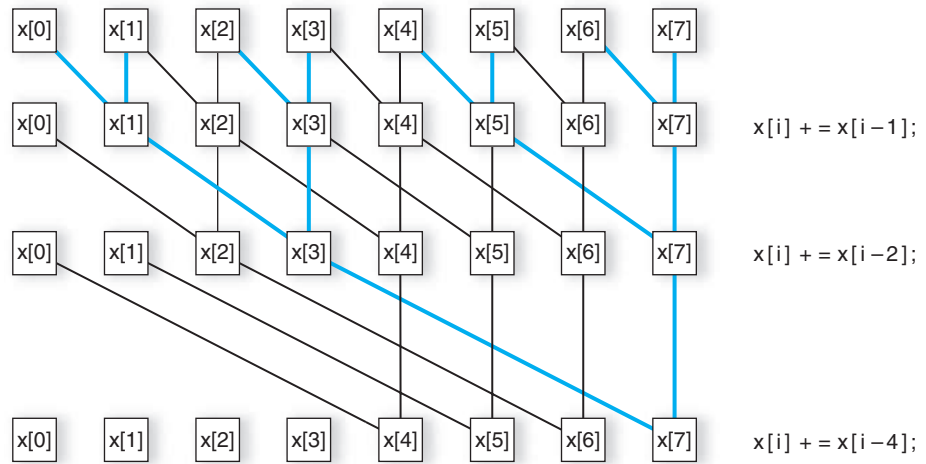 x[0] x[1] x[2] x[3] x[4] x[5] x[6] x[7]
x[0] x[1] x[2] x[3] x[4] x[5] x[6] x[7] x[i] += x[i–1];
x[0] x[1] x[2] x[3] x[4] x[5] x[6] x[7] x[i] += x[i–2];
x[0] x[1] x[2] x[3] x[4] x[5] x[6] x[7] x[i] += x[i–4];